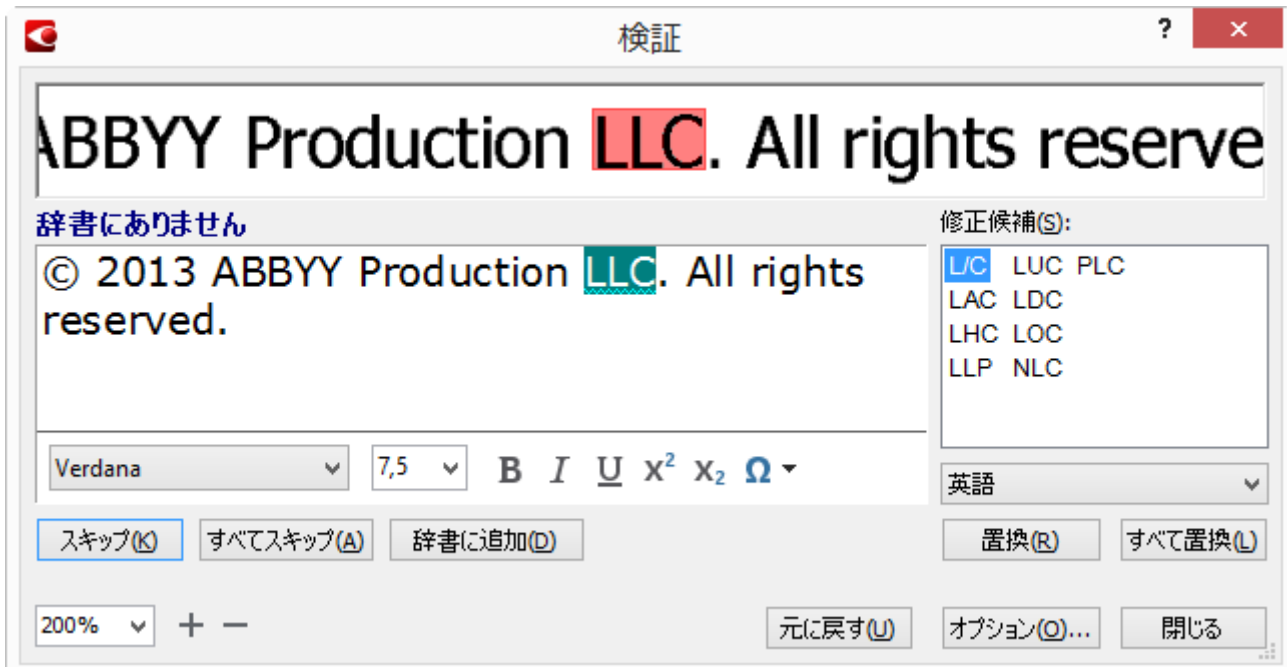 検証
?
×
ABBYY Production LLC. All rights reserve
辞書にありません
修正候補(S):
© 2013 ABBYY Production LLC. All rights
reserved.
L/C LUC PLC
LAC LDC
LHC LOC
LLP NLC
Verdana 7,5 B I U X² X₂ Ω
英語
スキップ(K) すべてスキップ(A) 辞書に追加(D) 置換(R) すべて置換(L)
200% + − 元に戻す(U) オプション(O)... 閉じる